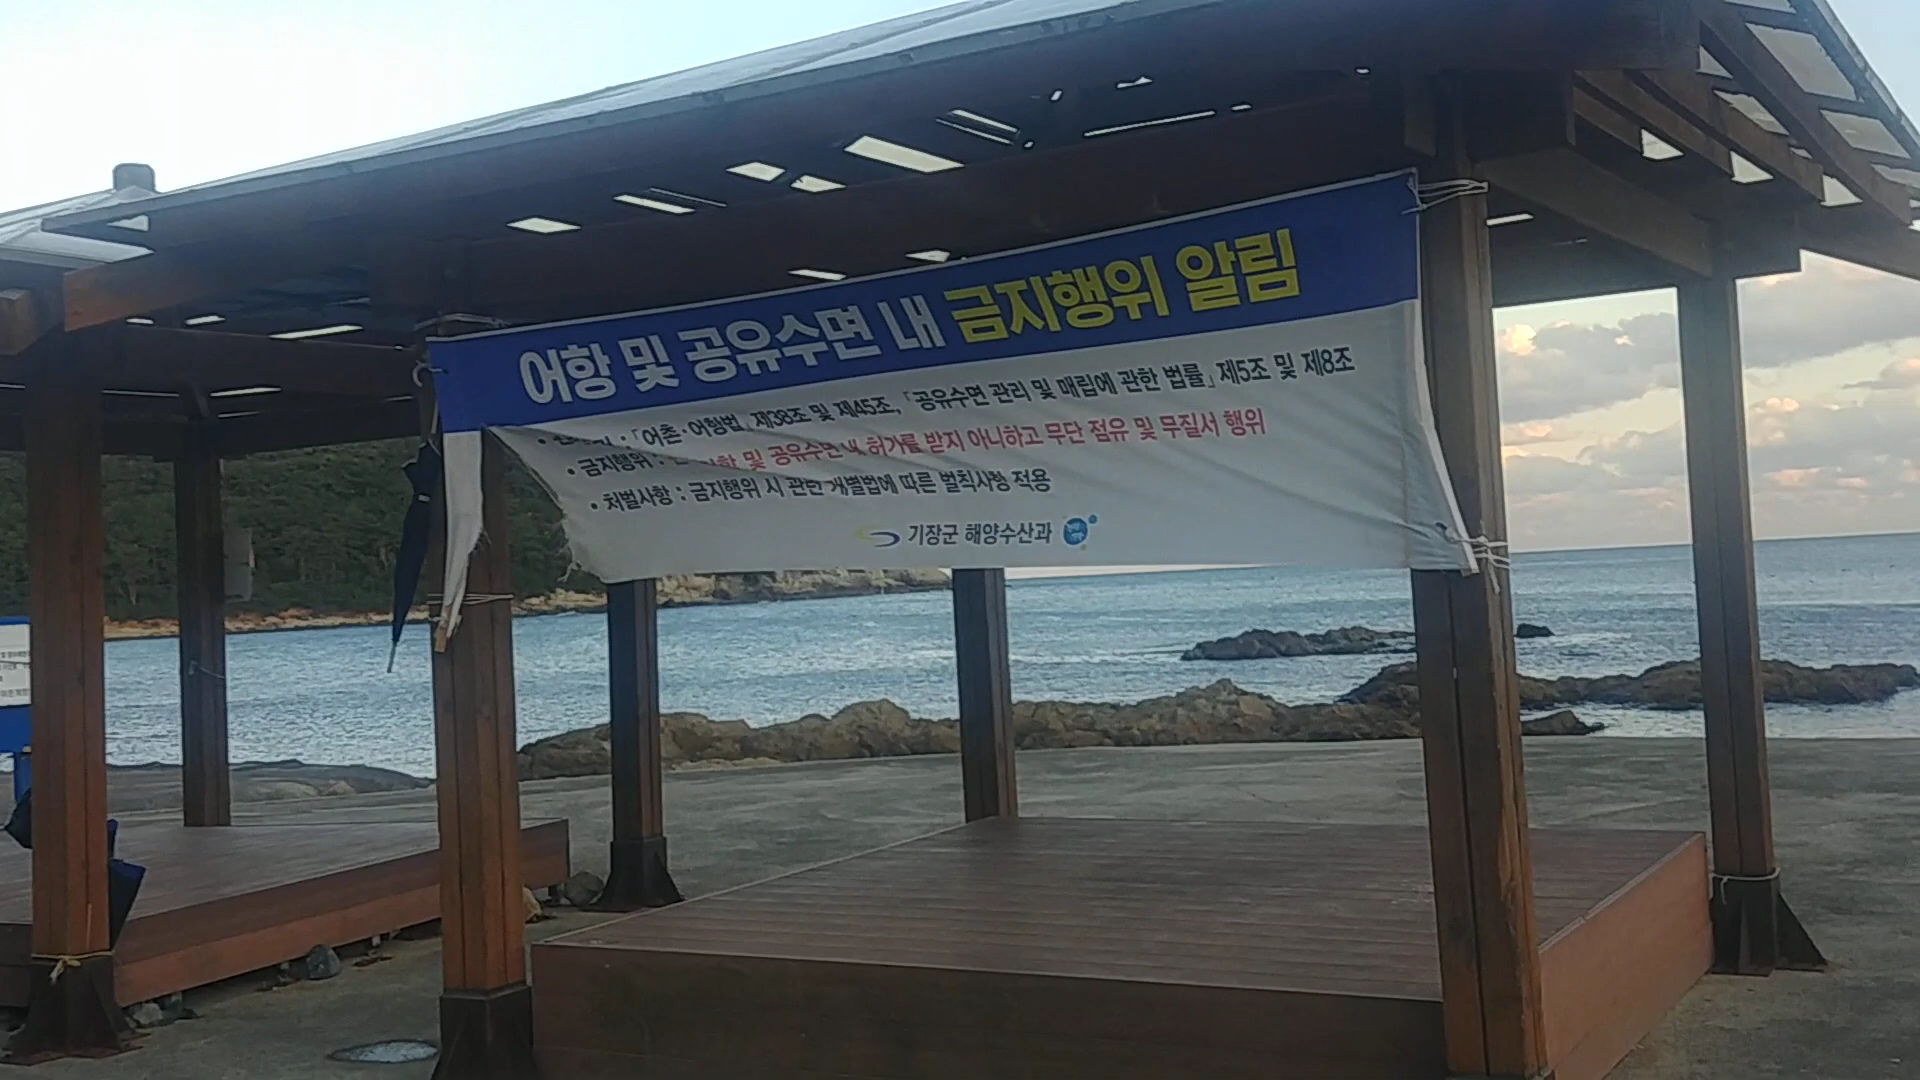 어항 및 공유수면 내 금지행위 알림
: 「어촌·어항법」 제38조 및 제45조, 「공유수면 관리 및 매립에 관한 법률」 제5조 및 제8조
• 금지행위 : 및 공유수면 내 허가를 받지 아니하고 무단 점유 및 무질서 행위
• 처벌사항 : 금지행위 시 관련 개별법에 따른 벌칙사항 적용
기장군 해양수산과